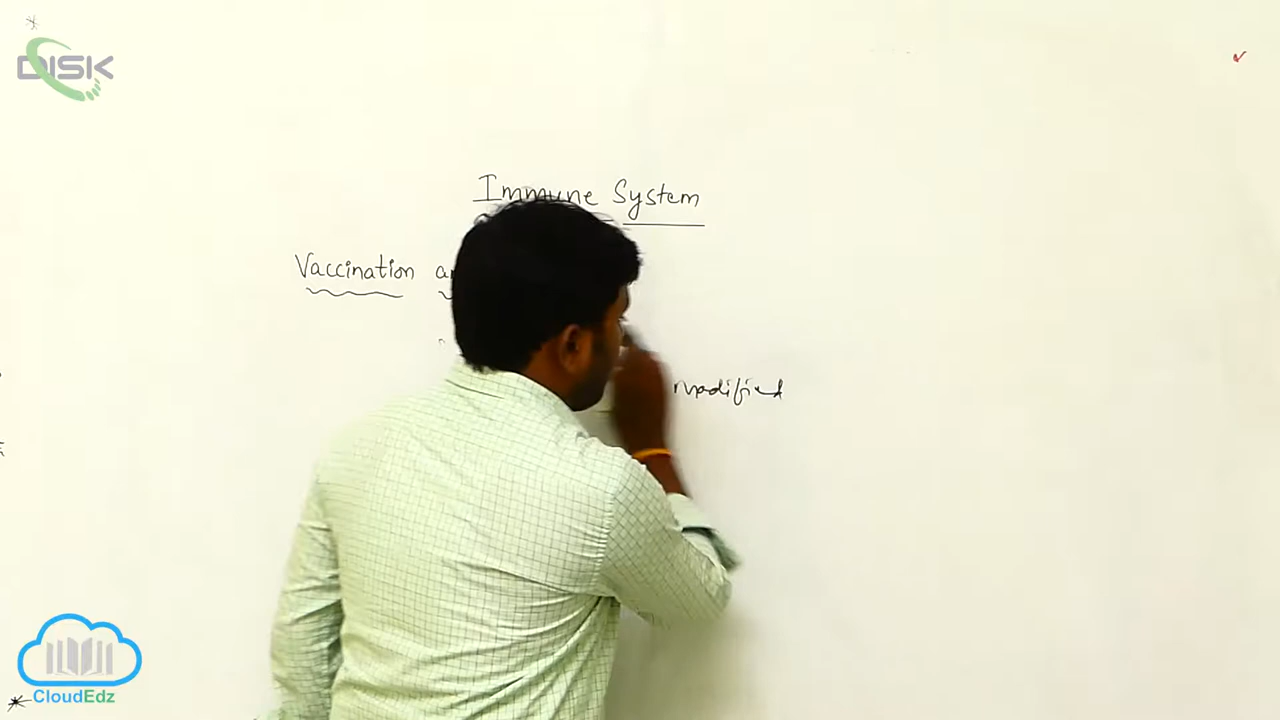 DISK
Immune System
Vaccination
modified
CloudEdz